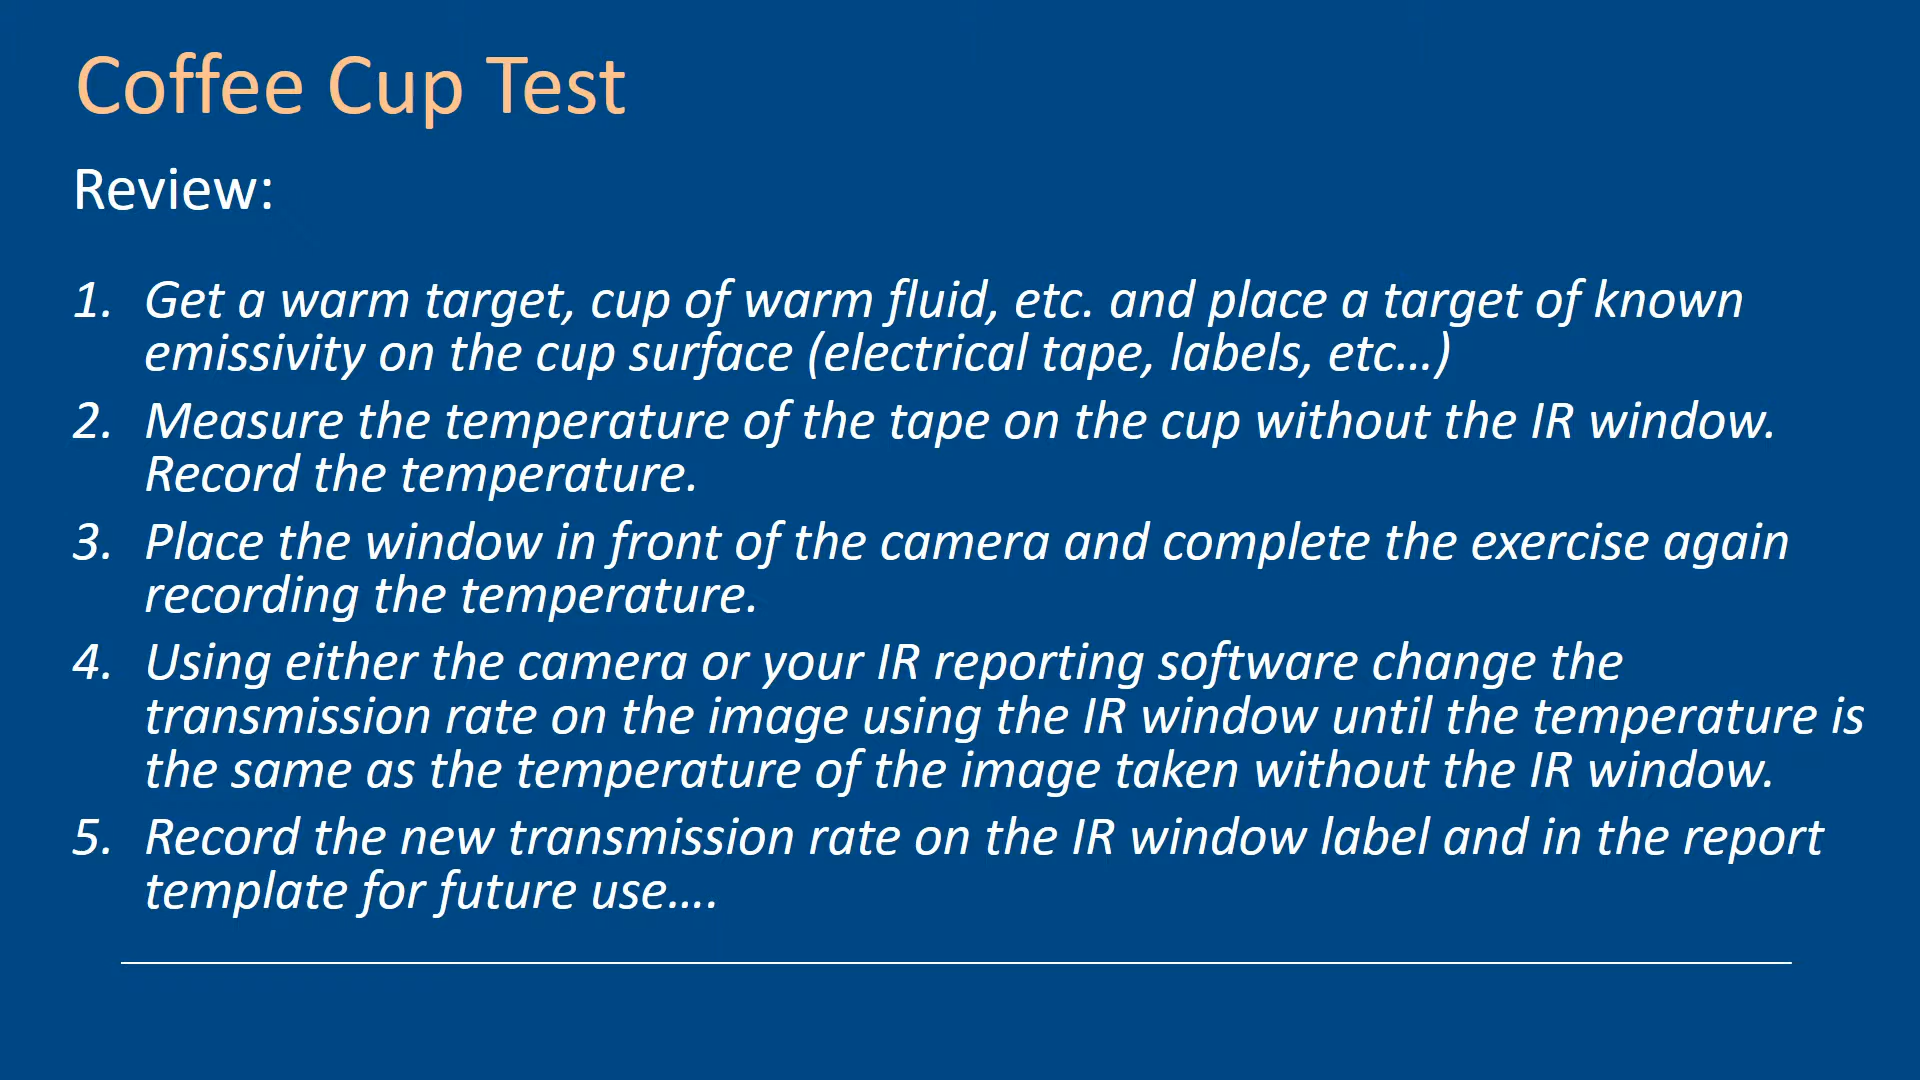 Coffee Cup Test
Review:
1. Get a warm target, cup of warm fluid, etc. and place a target of known
emissivity on the cup surface (electrical tape, labels, etc…)
2. Measure the temperature of the tape on the cup without the IR window.
Record the temperature.
3. Place the window in front of the camera and complete the exercise again
recording the temperature.
4. Using either the camera or your IR reporting software change the
transmission rate on the image using the IR window until the temperature is
the same as the temperature of the image taken without the IR window.
5. Record the new transmission rate on the IR window label and in the report
template for future use….